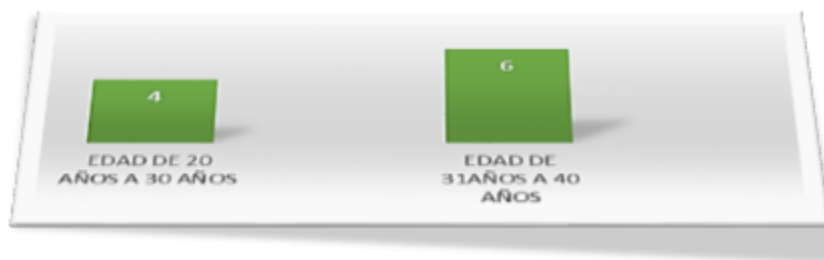 4
6
EDAD DE 20
AÑOS A 30 AÑOS
EDAD DE
31AÑOS A 40
AÑOS